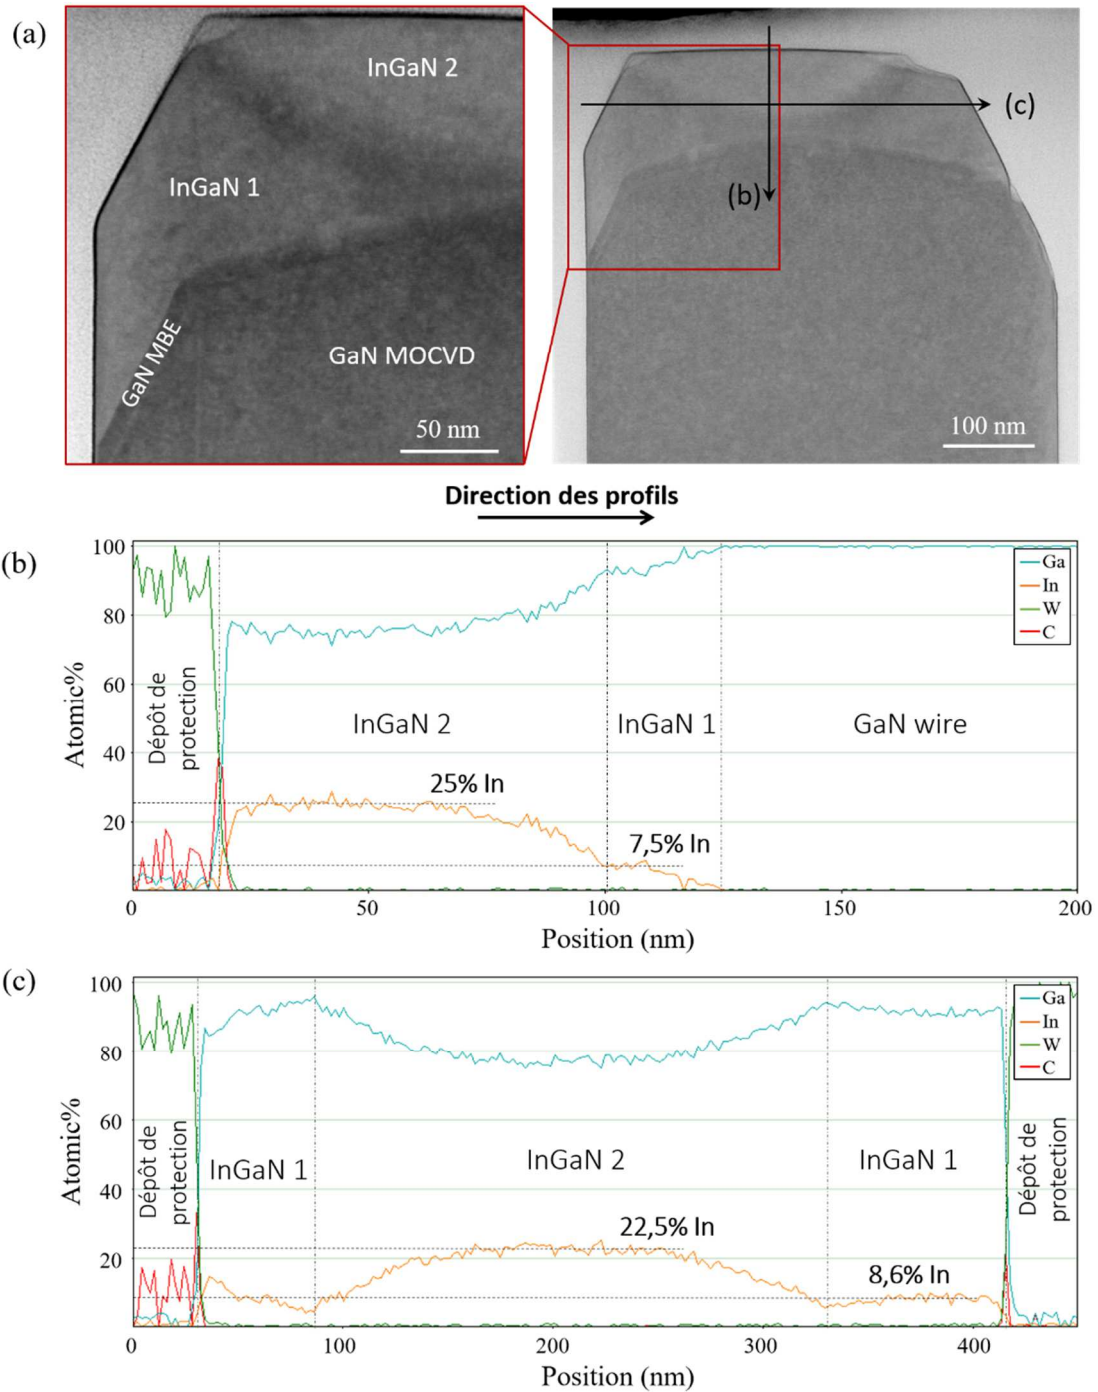 (a)
InGaN 2
InGaN 1
GaN MBE
GaN MOCVD
50 nm
(c)
(b)
100 nm
Direction des profils
(b)
100
80
60
40
20
Atomic%
Dépôt de
protection
InGaN 2
InGaN 1
GaN wire
25% In
7,5% In
Ga
In
W
C
0
50
100
150
200
Position (nm)
(c)
100
80
60
40
20
Atomic%
Dépôt de
protection
InGaN 1
InGaN 2
InGaN 1
Dépôt de
protection
22,5% In
8,6% In
Ga
In
W
C
0
100
200
300
400
Position (nm)